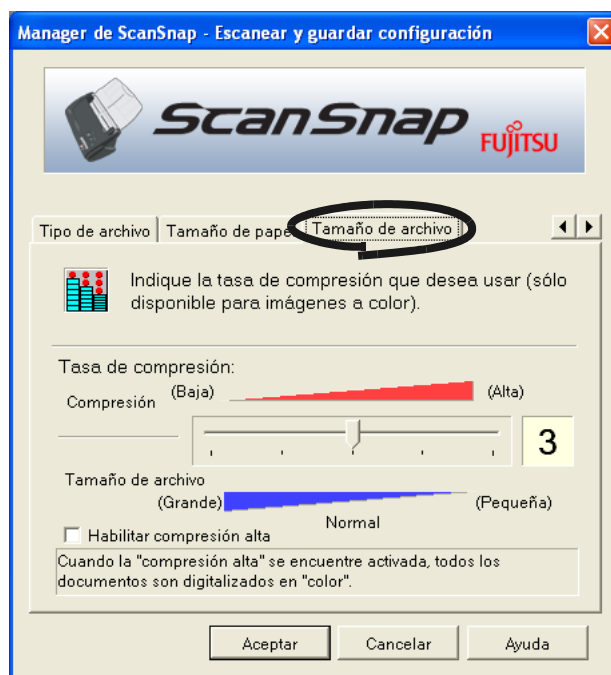 Manager de ScanSnap - Escanear y guardar configuración
ScanSnap
FUJITSU
Tipo de archivo
Tamaño de pape
Tamaño de archivo
Indique la tasa de compresión que desea usar (sólo
disponible para imágenes a color).
Tasa de compresión:
Compresión
(Baja)
(Alta)
3
Tamaño de archivo
(Grande)
(Pequeña)
Normal
Habilitar compresión alta
Cuando la "compresión alta" se encuentre activada, todos los
documentos son digitalizados en "color".
Aceptar
Cancelar
Ayuda